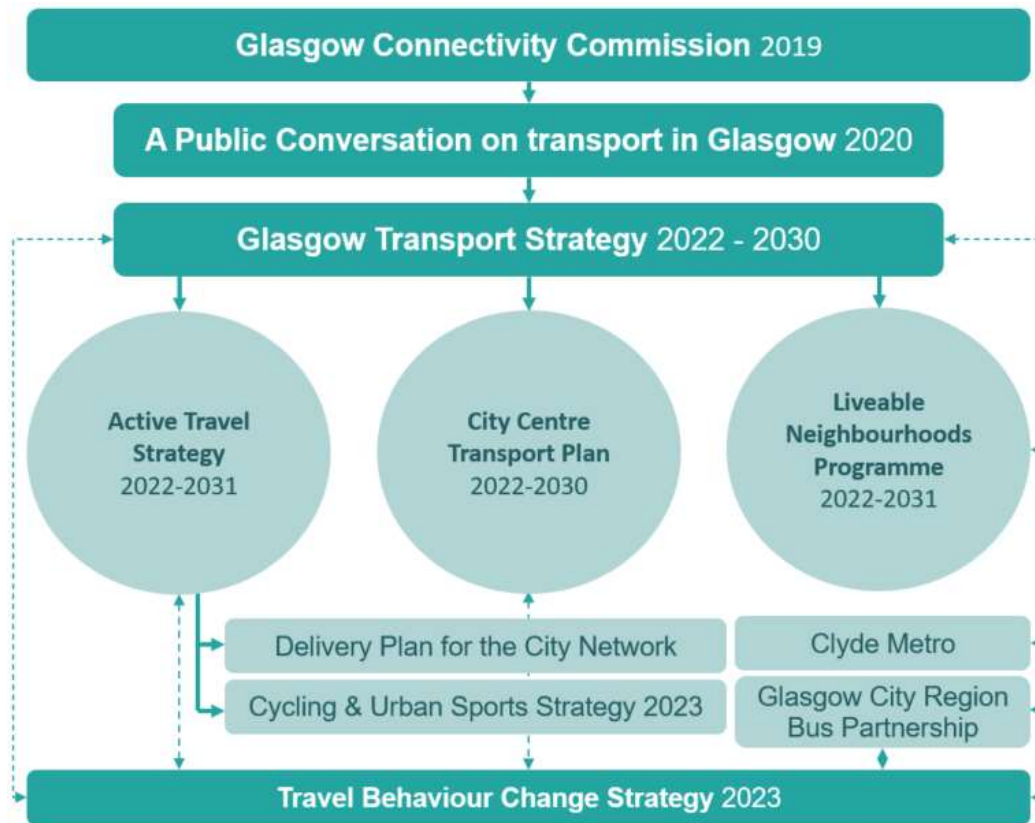 Glasgow Connectivity Commission 2019
A Public Conversation on transport in Glasgow 2020
Glasgow Transport Strategy 2022 - 2030
Active Travel
Strategy
2022-2031
City Centre
Transport Plan
2022-2030
Liveable
Neighbourhoods
Programme
2022-2031
Delivery Plan for the City Network
Clyde Metro
Cycling & Urban Sports Strategy 2023
Glasgow City Region
Bus Partnership
Travel Behaviour Change Strategy 2023